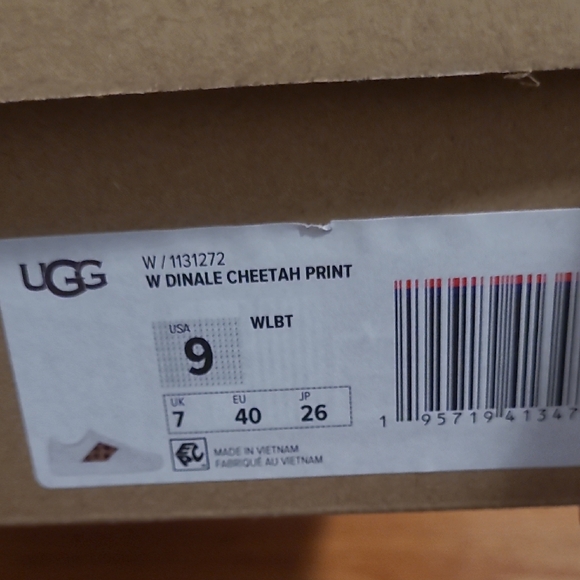 UGG
W / 1131272
W DINALE CHEETAH PRINT
USA
9
WLBT
UK
7
EU
40
JP
26
MADE IN VIETNAM
FABRIQUÉ AU VIETNAM
1 95719 41347